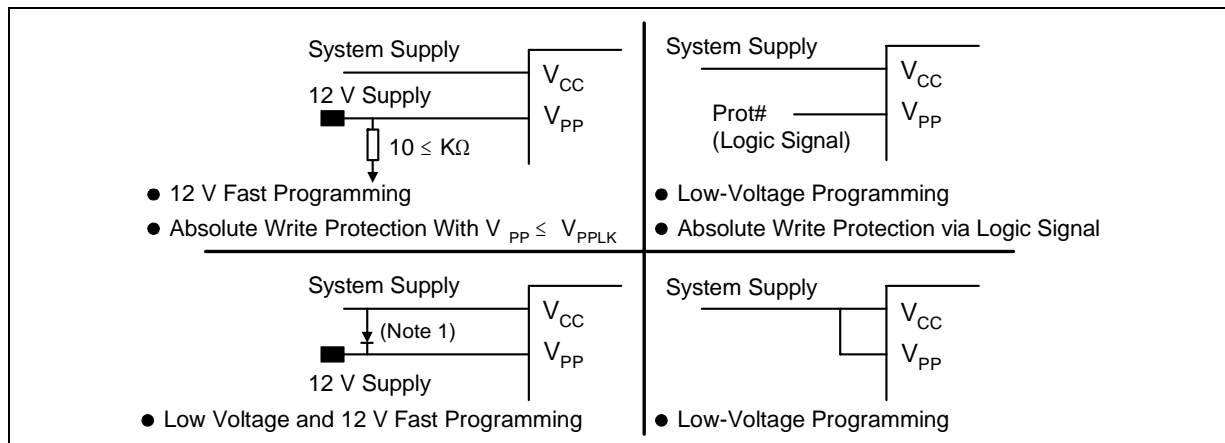 System Supply
V_CC
12 V Supply
V_PP
10 ≤ KΩ
● 12 V Fast Programming
● Absolute Write Protection With V_PP ≤ V_PPLK
System Supply
V_CC
Prot#
(Logic Signal)
V_PP
● Low-Voltage Programming
● Absolute Write Protection via Logic Signal
System Supply
V_CC
(Note 1)
V_PP
12 V Supply
● Low Voltage and 12 V Fast Programming
System Supply
V_CC
V_PP
● Low-Voltage Programming